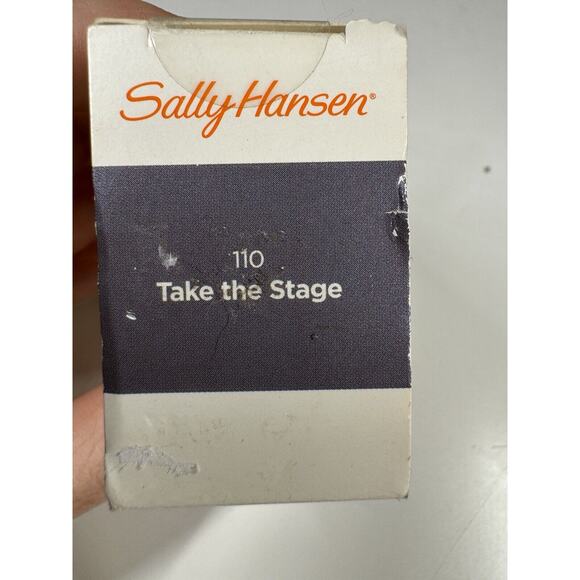 Sally Hansen®
110
Take the Stage